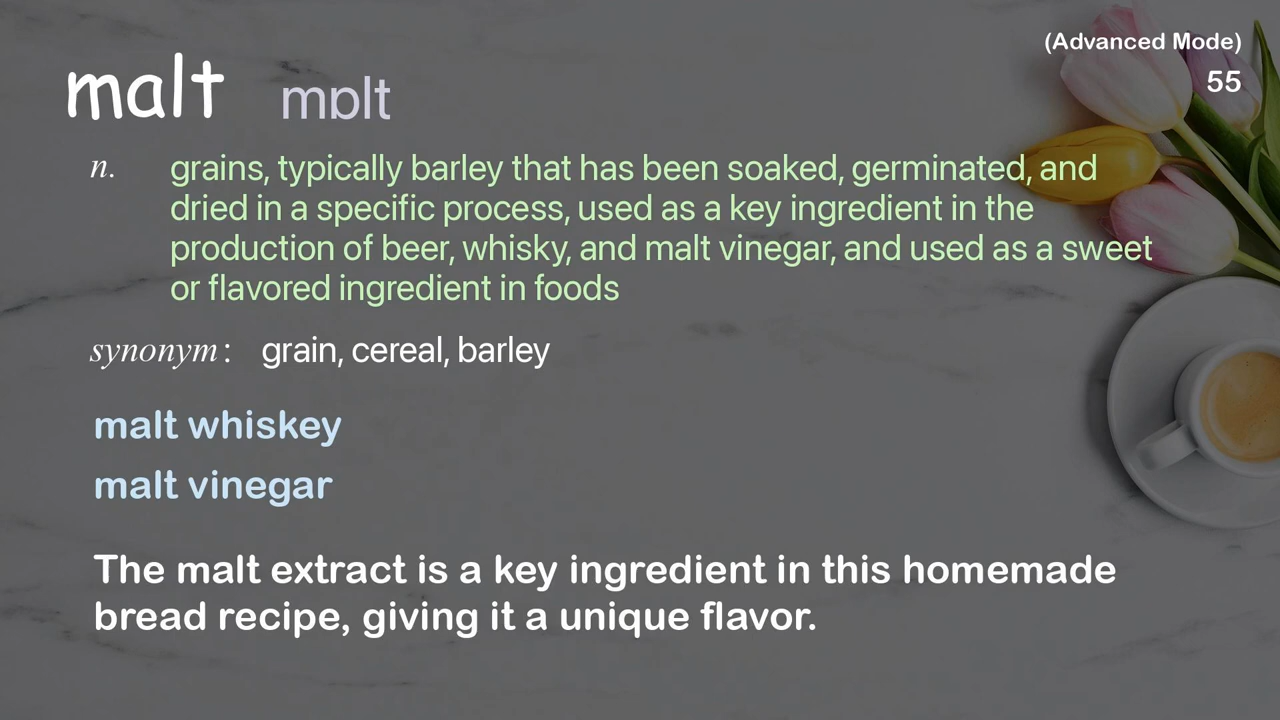 (Advanced Mode)
malt mɒlt
55
n. grains, typically barley that has been soaked, germinated, and
dried in a specific process, used as a key ingredient in the
production of beer, whisky, and malt vinegar, and used as a sweet
or flavored ingredient in foods
synonym: grain, cereal, barley
malt whiskey
malt vinegar
The malt extract is a key ingredient in this homemade
bread recipe, giving it a unique flavor.